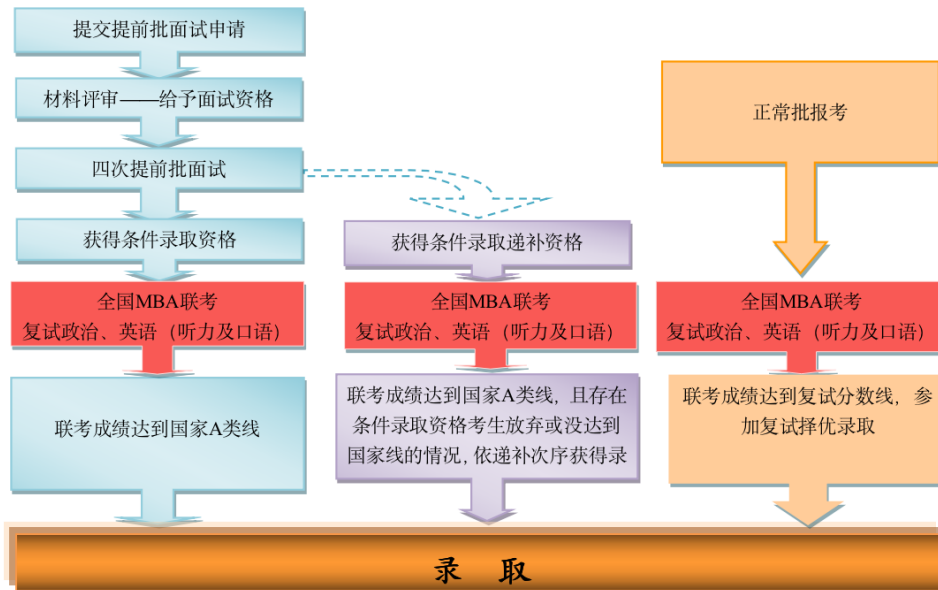 提交提前批面试申请
材料评审——给予面试资格
四次提前批面试
获得条件录取资格
全国MBA联考
复试政治、英语（听力及口语）
联考成绩达到国家A类线
获得条件录取递补资格
全国MBA联考
复试政治、英语（听力及口语）
联考成绩达到国家A类线，且存在
条件录取资格考生放弃或没达到
国家线的情况，依递补次序获得录
正常批报考
全国MBA联考
复试政治、英语（听力及口语）
联考成绩达到复试分数线，参
加复试择优录取
录 取